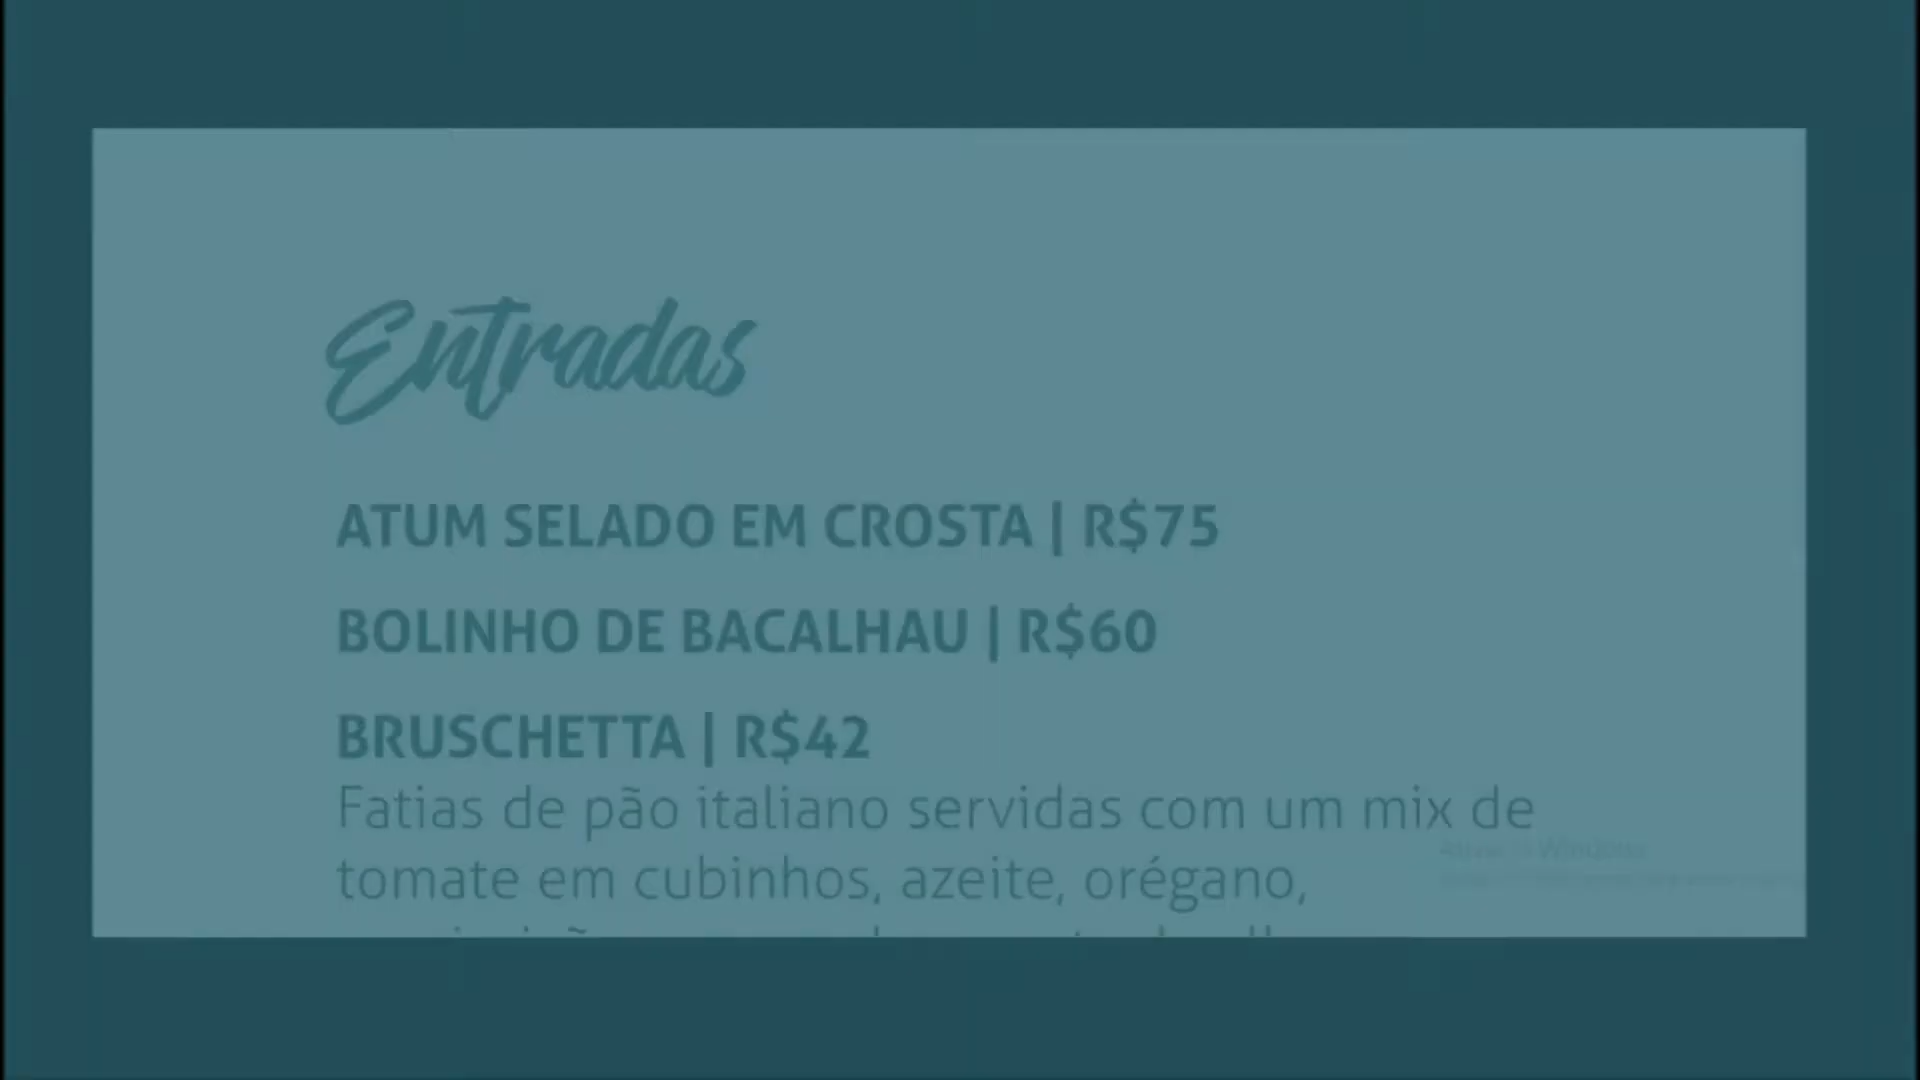 Entradas
ATUM SELADO EM CROSTA | R$75
BOLINHO DE BACALHAU | R$60
BRUSCHETTA | R$42
Fatias de pão italiano servidas com um mix de
tomate em cubinhos, azeite, orégano,
Windows